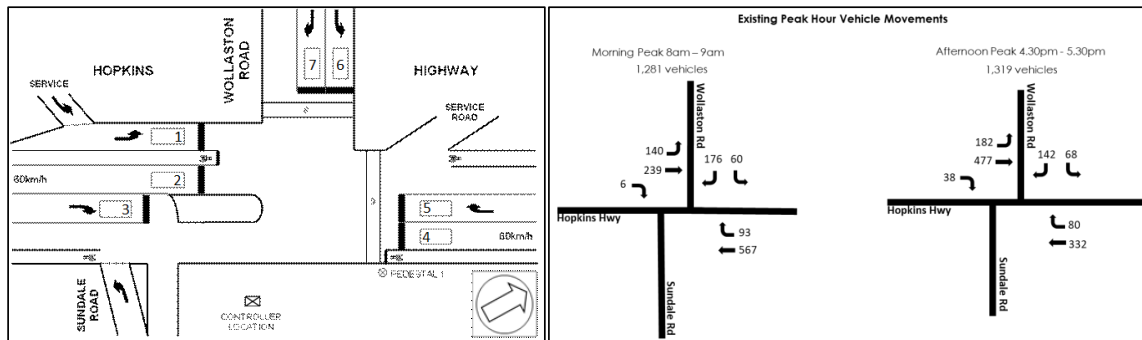 HOPKINS
WOLLASTON
ROAD
7
6
HIGHWAY
SERVICE
SERVICE
ROAD
1
60km/h
2
3
5
4
60km/h
PEDESTAL 1
SUNDALE
ROAD
CONTROLLER
LOCATION
Existing Peak Hour Vehicle Movements
Morning Peak 8am – 9am
1,281 vehicles
Wollaston Rd
140
239
176
60
6
Hopkins Hwy
93
567
Sundale Rd
Afternoon Peak 4.30pm - 5.30pm
1,319 vehicles
Wollaston Rd
182
477
142
68
38
Hopkins Hwy
80
332
Sundale Rd